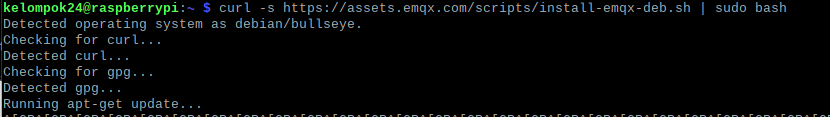 kelompok24@raspberrypi:~ $ curl -s https://assets.emqx.com/scripts/install-emqx-deb.sh | sudo bash
Detected operating system as debian/bullseye.
Checking for curl...
Detected curl...
Checking for gpg...
Detected gpg...
Running apt-get update...